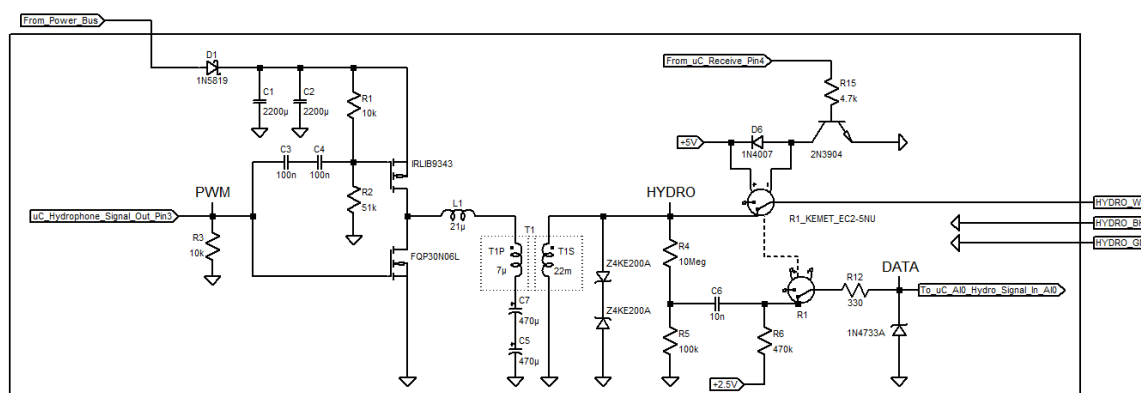 From_Power_Bus
D1
1N5819
C1
2200µ
C2
2200µ
R1
10k
C3
100n
C4
100n
IRLIB9343
R2
51k
PWM
uC_Hydrophone_Signal_Out_Pin3
R3
10k
FQP30N06L
L1
21µ
T1
T1P
7µ
T1S
22m
C7
470µ
C5
470µ
Z4KE200A
Z4KE200A
HYDRO
R4
10Meg
R5
100k
C6
10n
R6
470k
+2.5V
From_uC_Receive_Pin4
R15
4.7k
+5V
D6
1N4007
2N3904
R1_KEMET_EC2-5NU
R1
R12
330
DATA
To_uC_AI0_Hydro_Signal_In_AI0
1N4733A
HYDRO_W
HYDRO_B
HYDRO_G